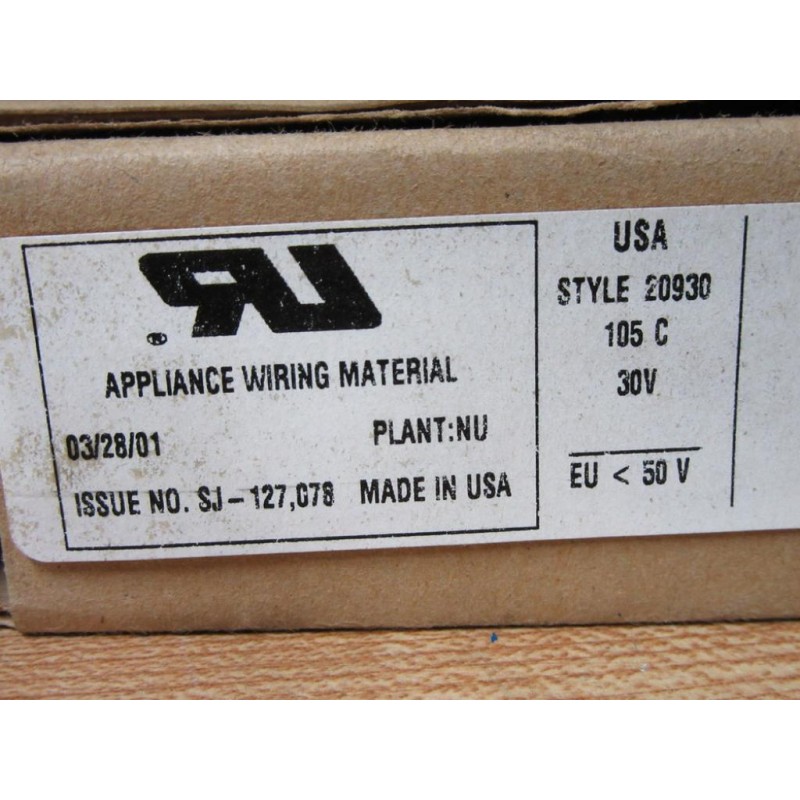 ®
APPLIANCE WIRING MATERIAL
03/28/01 PLANT:NU
ISSUE NO. SJ-127,078 MADE IN USA
USA
STYLE 20930
105 C
30V
EU < 50 V